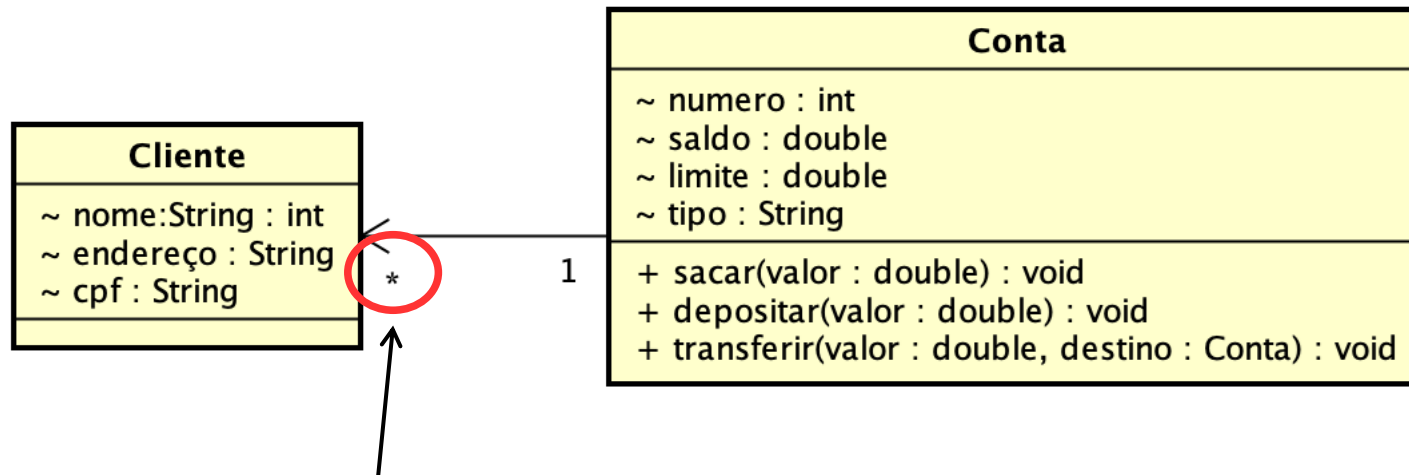 Cliente
~ nome:String : int
~ endereço : String
~ cpf : String
*
1
Conta
~ numero : int
~ saldo : double
~ limite : double
~ tipo : String
+ sacar(valor : double) : void
+ depositar(valor : double) : void
+ transferir(valor : double, destino : Conta) : void